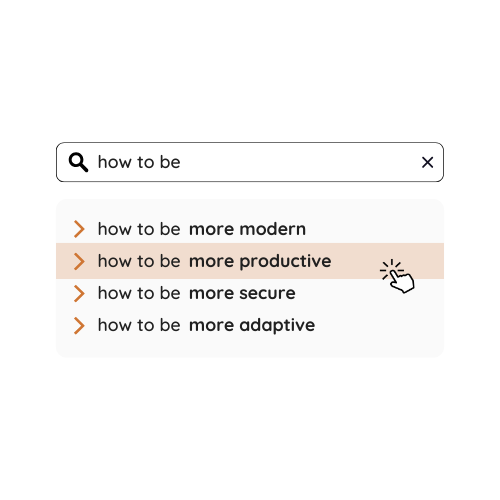 how to be
how to be more modern
how to be more productive
how to be more secure
how to be more adaptive